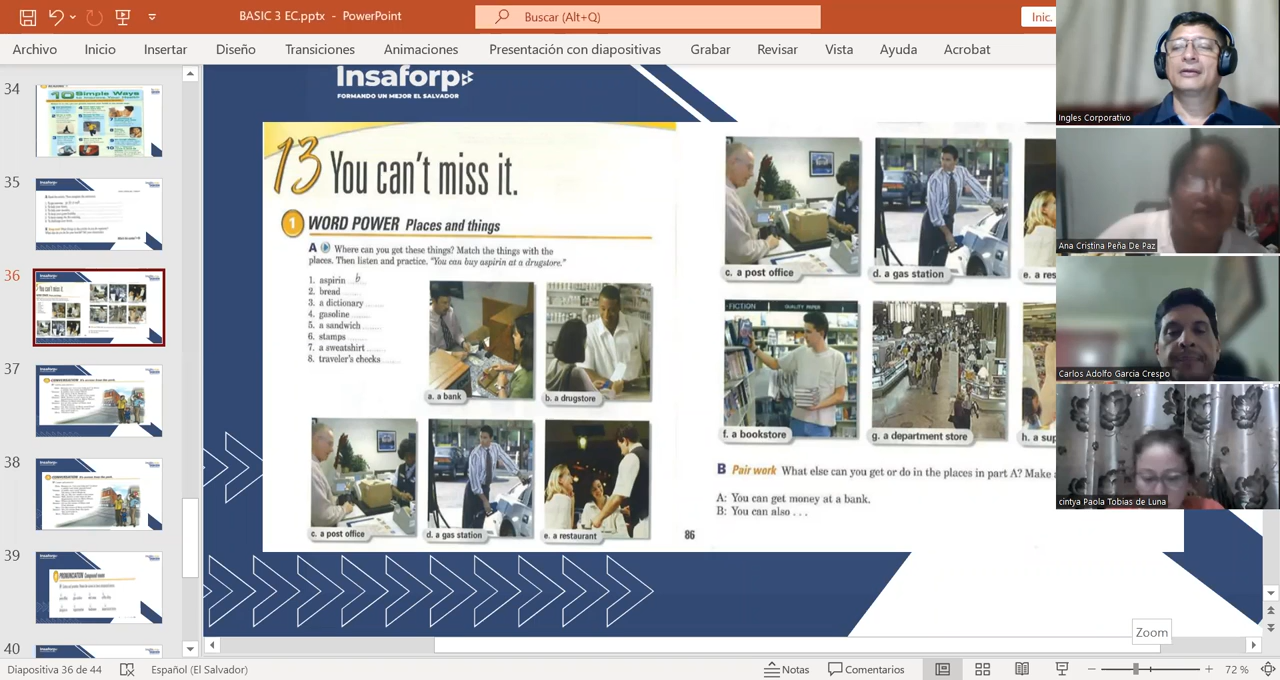 BASIC 3 EC.pptx - PowerPoint
Buscar (Alt+Q)
Inic.
Archivo Inicio Insertar Diseño Transiciones Animaciones Presentación con diapositivas Grabar Revisar Vista Ayuda Acrobat
34
10 Simple Ways
35
36
37
38
39
40
Insaforp
FORMANDO UN MEJOR EL SALVADOR
13 You can't miss it.
1 WORD POWER Places and things
A Where can you get these things? Match the things with the
places. Then listen and practice. "You can buy aspirin at a drugstore."
1. aspirin b
2. bread
3. a dictionary
4. gasoline
5. a sandwich
6. stamps
7. a sweatshirt
8. traveler's checks
a. a bank
b. a drugstore
c. a post office
d. a gas station
e. a restaurant
86
c. a post office
d. a gas station
e. a res
FICTION QUALITY PAPER
f. a bookstore
g. a department store
h. a sup
B Pair work What else can you get or do in the places in part A? Make
A: You can get money at a bank.
B: You can also . . .
Ingles Corporativo
Ana Cristina Peña De Paz
Carlos Adolfo Garcia Crespo
cintya Paola Tobias de Luna
Zoom
Diapositiva 36 de 44
Español (El Salvador)
Notas
Comentarios
72 %